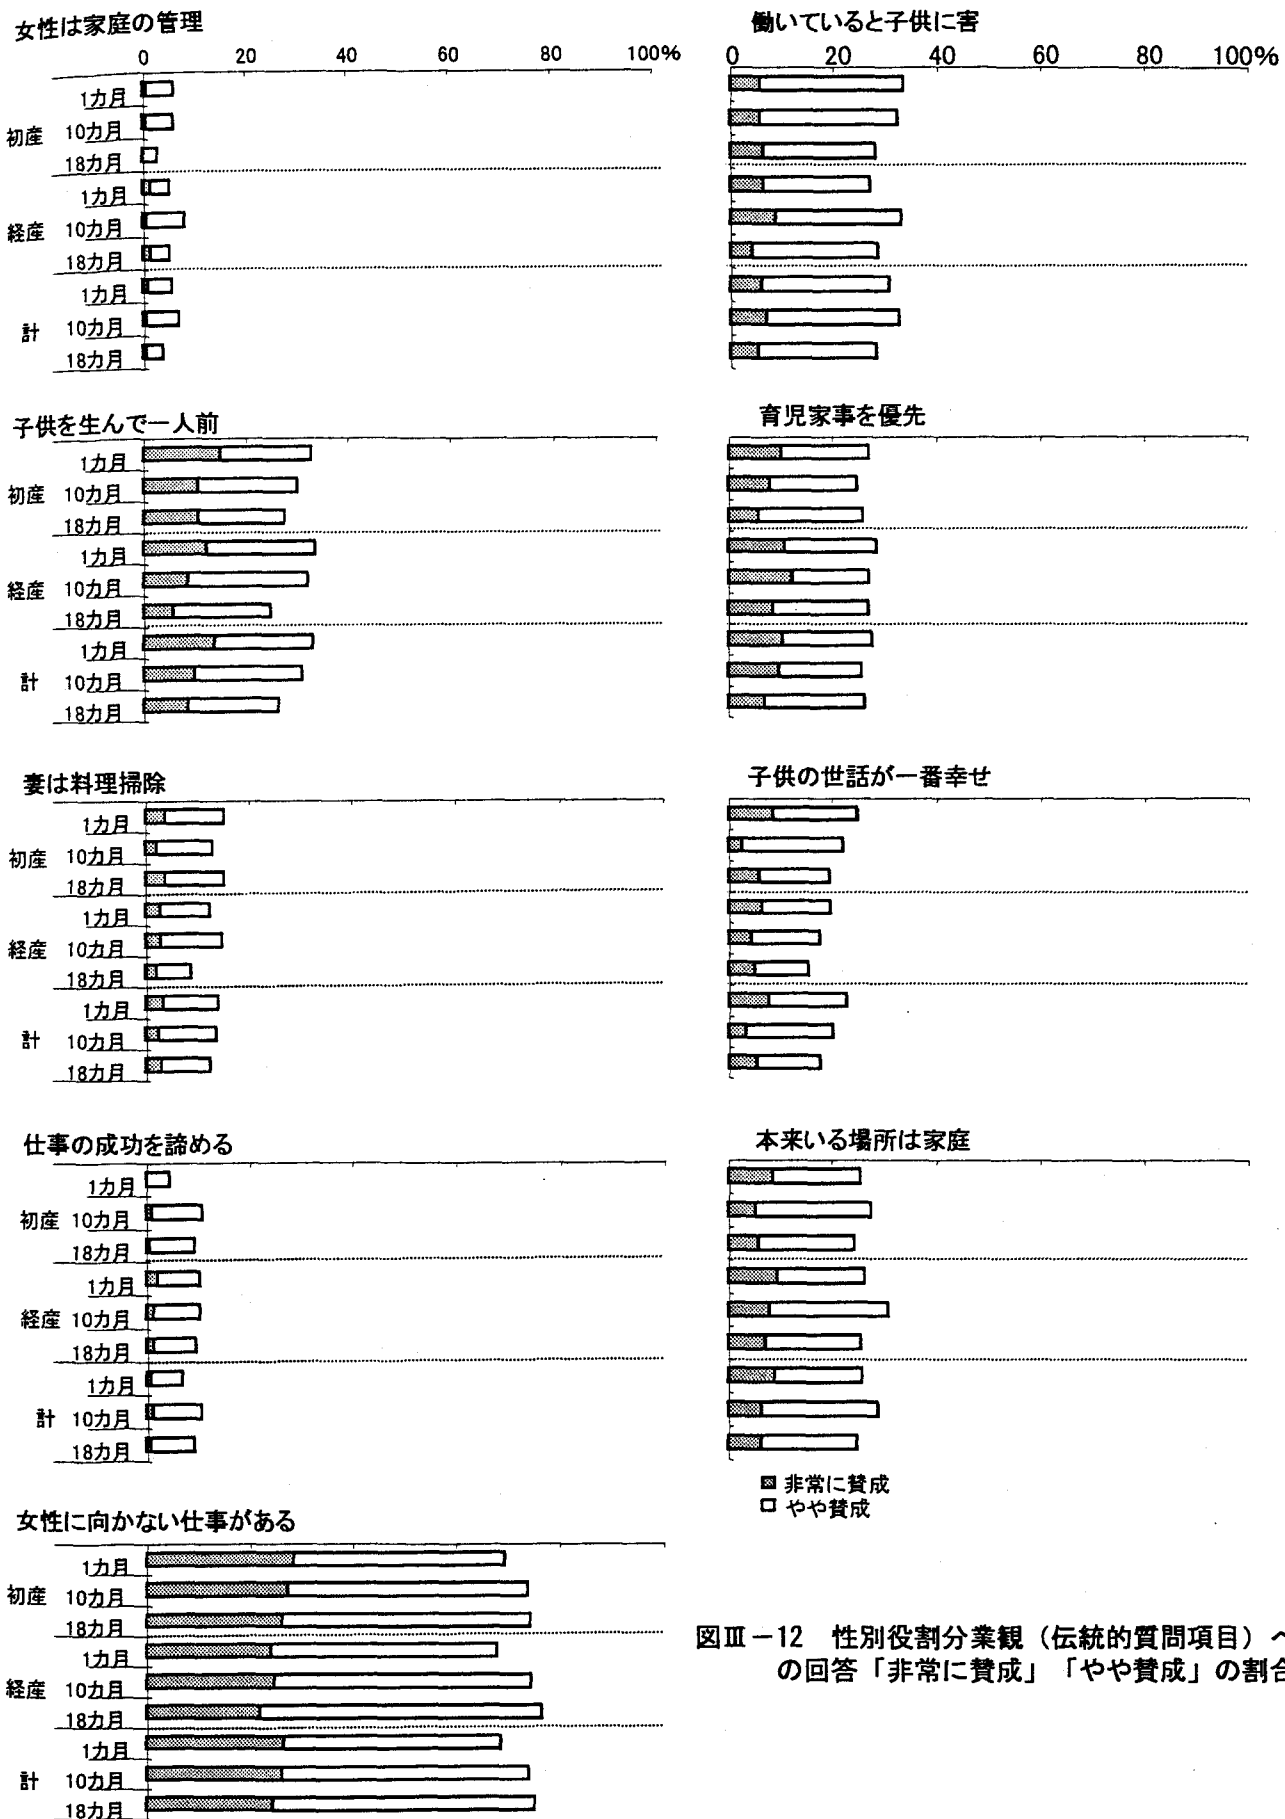 女性は家庭の管理
0 20 40 60 80 100%
初産 1カ月
10カ月
18カ月
経産 1カ月
10カ月
18カ月
計 1カ月
10カ月
18カ月
子供を生んで一人前
初産 1カ月
10カ月
18カ月
経産 1カ月
10カ月
18カ月
計 1カ月
10カ月
18カ月
妻は料理掃除
初産 1カ月
10カ月
18カ月
経産 1カ月
10カ月
18カ月
計 1カ月
10カ月
18カ月
仕事の成功を諦める
初産 1カ月
10カ月
18カ月
経産 1カ月
10カ月
18カ月
計 1カ月
10カ月
18カ月
女性に向かない仕事がある
初産 1カ月
10カ月
18カ月
経産 1カ月
10カ月
18カ月
計 1カ月
10カ月
18カ月
働いていると子供に害
0 20 40 60 80 100%
育児家事を優先
子供の世話が一番幸せ
本来いる場所は家庭
非常に賛成
やや賛成
図Ⅲ－12 性別役割分業観（伝統的質問項目）へ
の回答「非常に賛成」「やや賛成」の割合